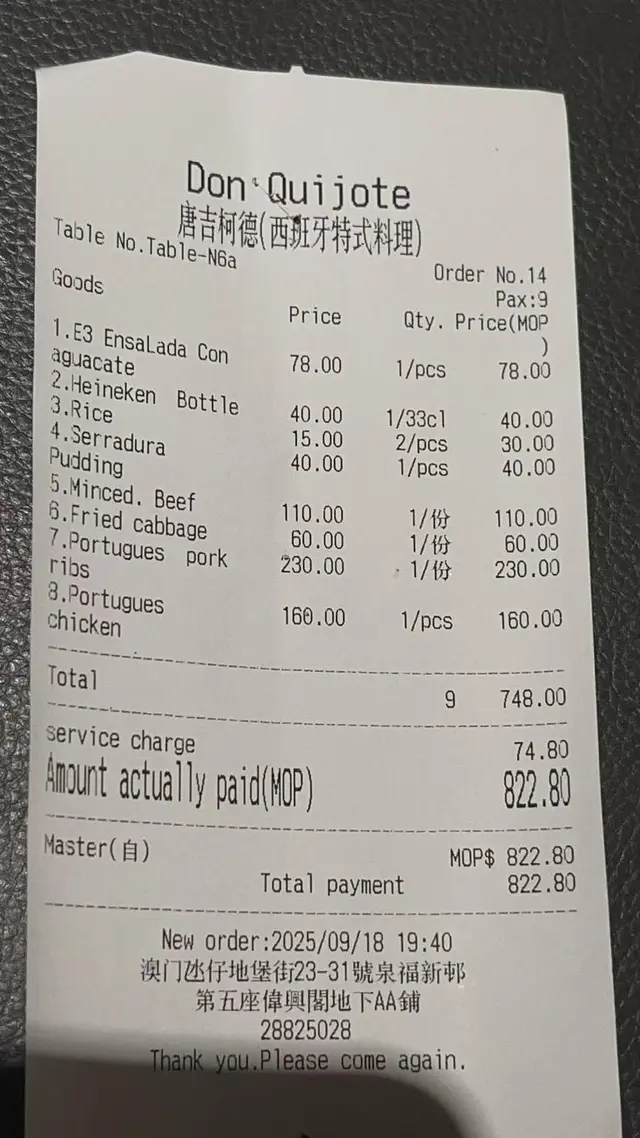 Don Quijote
唐吉柯德(西班牙特式料理)
Table No.Table-N6a
Order No.14
Pax:9
Goods Price Qty. Price(MOP
)
1.E3 EnsaLada Con
aguacate 78.00 1/pcs 78.00
2.Heineken Bottle 40.00 1/33cl 40.00
3.Rice 15.00 2/pcs 30.00
4.Serradura
Pudding 40.00 1/pcs 40.00
5.Minced. Beef 110.00 1/份 110.00
6.Fried cabbage 60.00 1/份 60.00
7.Portugues pork
ribs 230.00 1/份 230.00
8.Portugues
chicken 160.00 1/pcs 160.00
Total 9 748.00
service charge 74.80
Amount actually paid(MOP) 822.80
Master(自) MOP$ 822.80
Total payment 822.80
New order:2025/09/18 19:40
澳门氹仔地堡街23-31號泉福新邨
第五座偉興閣地下AA鋪
28825028
Thank you.Please come again.